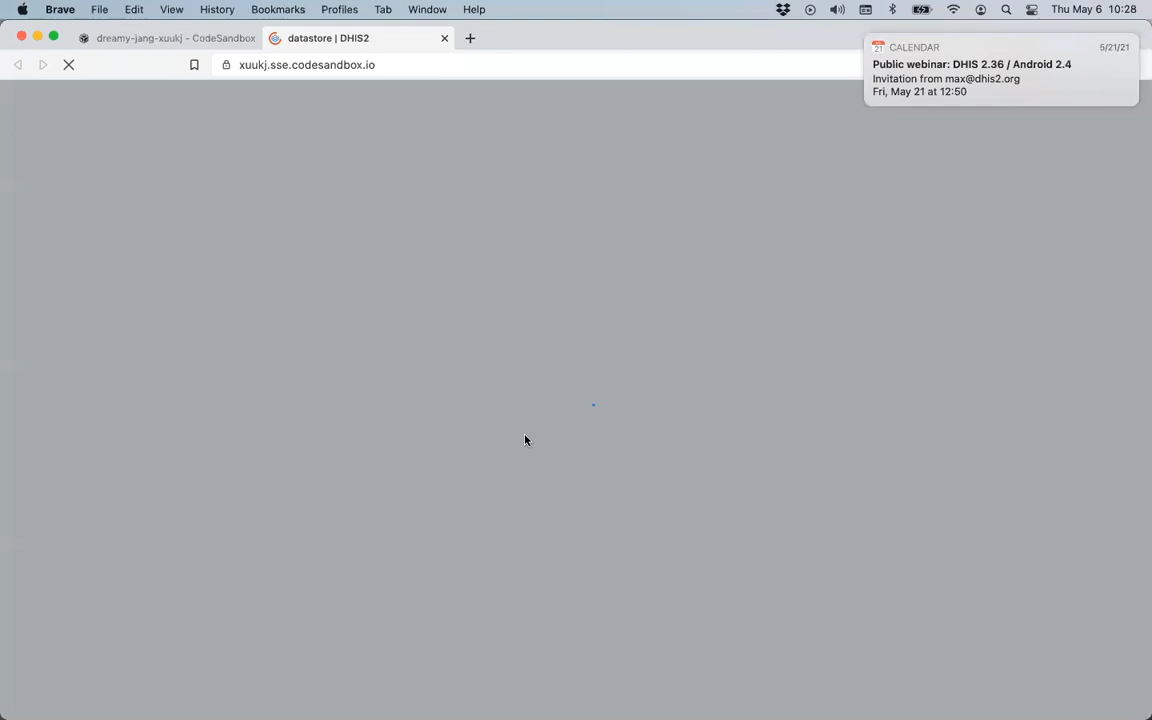 Brave File Edit View History Bookmarks Profiles Tab Window Help Thu May 6 10:28
dreamy-jang-xuukj - CodeSandbox datastore | DHIS2
xuukj.sse.codesandbox.io
CALENDAR 5/21/21
Public webinar: DHIS 2.36 / Android 2.4
Invitation from max@dhis2.org
Fri, May 21 at 12:50